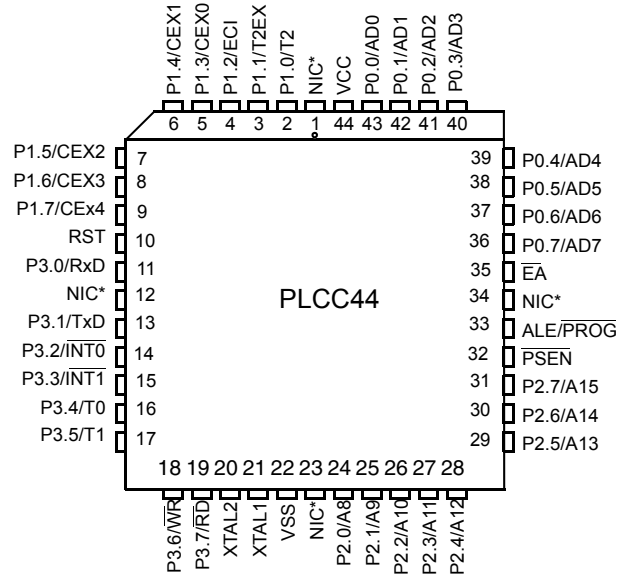 P1.4/CEX1
P1.3/CEX0
P1.2/ECI
P1.1/T2EX
P1.0/T2
NIC*
VCC
P0.0/AD0
P0.1/AD1
P0.2/AD2
P0.3/AD3
6 5 4 3 2 1 44 43 42 41 40
P1.5/CEX2 7
P1.6/CEX3 8
P1.7/CEx4 9
RST 10
P3.0/RxD 11
NIC* 12
P3.1/TxD 13
P3.2/INT0 14
P3.3/INT1 15
P3.4/T0 16
P3.5/T1 17
PLCC44
39 P0.4/AD4
38 P0.5/AD5
37 P0.6/AD6
36 P0.7/AD7
35 EA
34 NIC*
33 ALE/PROG
32 PSEN
31 P2.7/A15
30 P2.6/A14
29 P2.5/A13
18 19 20 21 22 23 24 25 26 27 28
P3.6/WR
P3.7/RD
XTAL2
XTAL1
VSS
NIC*
P2.0/A8
P2.1/A9
P2.2/A10
P2.3/A11
P2.4/A12